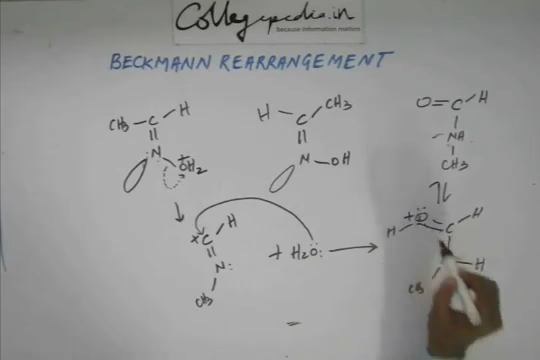 Collegepedia.in
because information matters
BECKMANN REARRANGEMENT
CH3 – C – H
N
OH2
H – C – CH3
N – OH
O = C – H
NH
CH3
+C – H
N:
CH3
+ H2O:
H – O = C – H
H
CH3